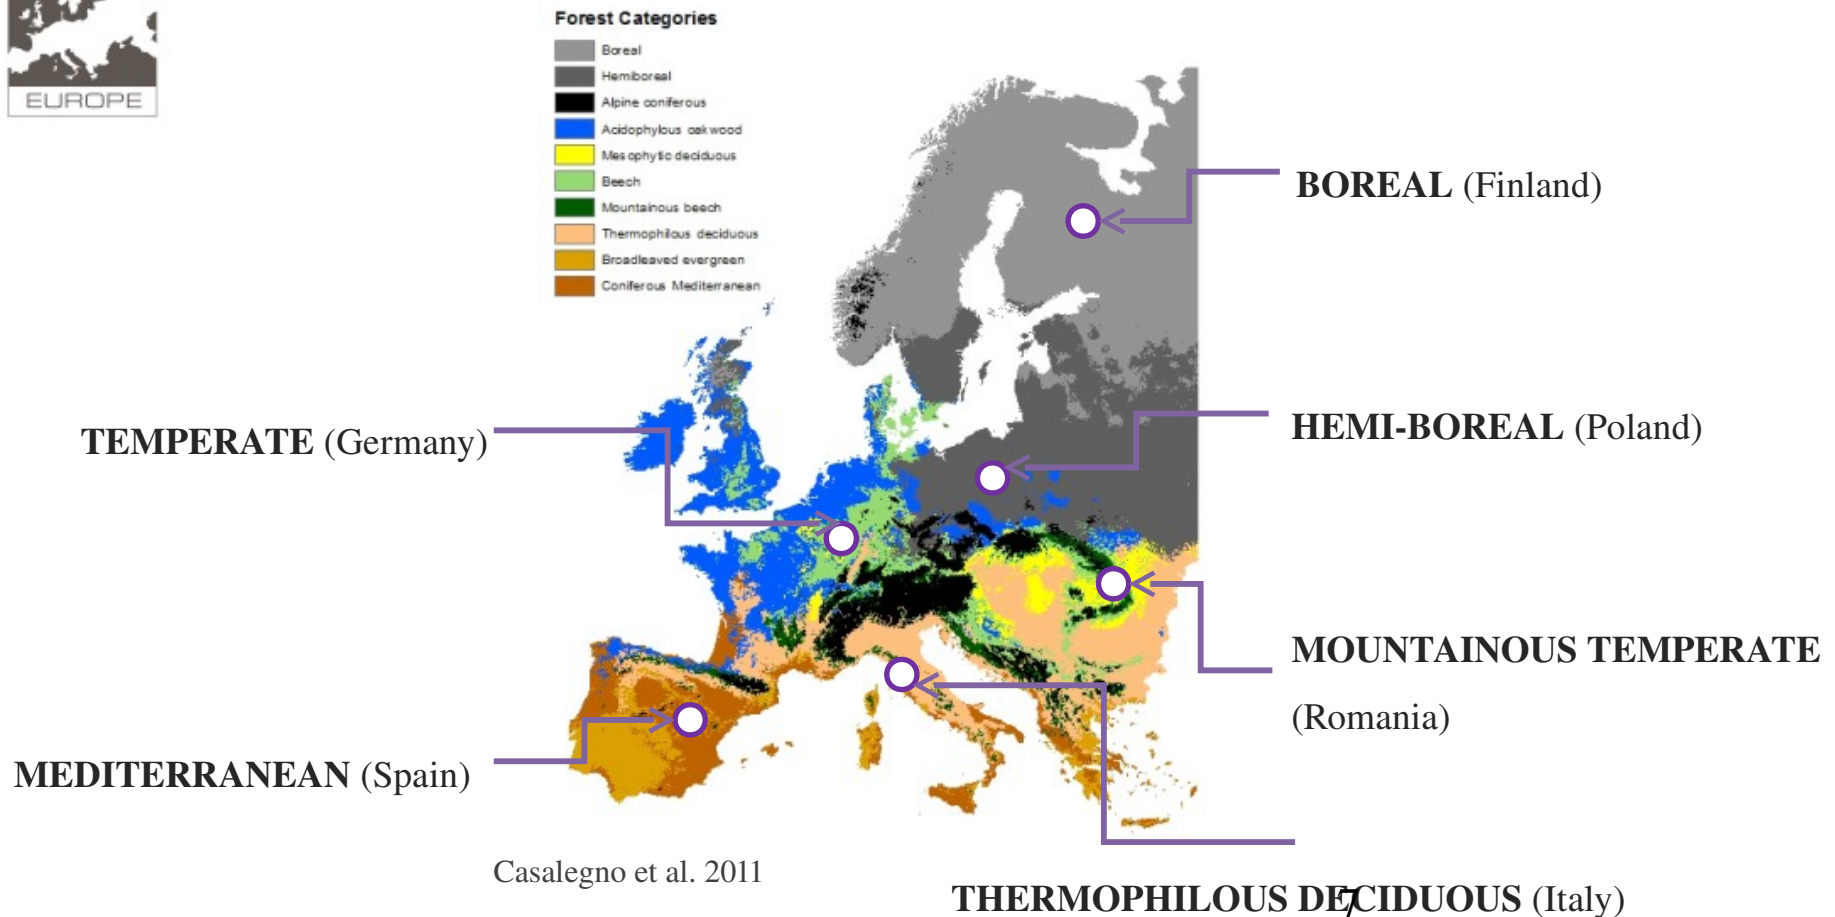 EUROPE
Forest Categories
Boreal
Hemiboreal
Alpine coniferous
Acidophylous oakwood
Mesophytic deciduous
Beech
Mountainous beech
Thermophilous deciduous
Broadleaved evergreen
Coniferous Mediterranean
BOREAL (Finland)
HEMI-BOREAL (Poland)
TEMPERATE (Germany)
MOUNTAINOUS TEMPERATE
(Romania)
MEDITERRANEAN (Spain)
Casalegno et al. 2011
THERMOPHILOUS DECIDUOUS (Italy)
7